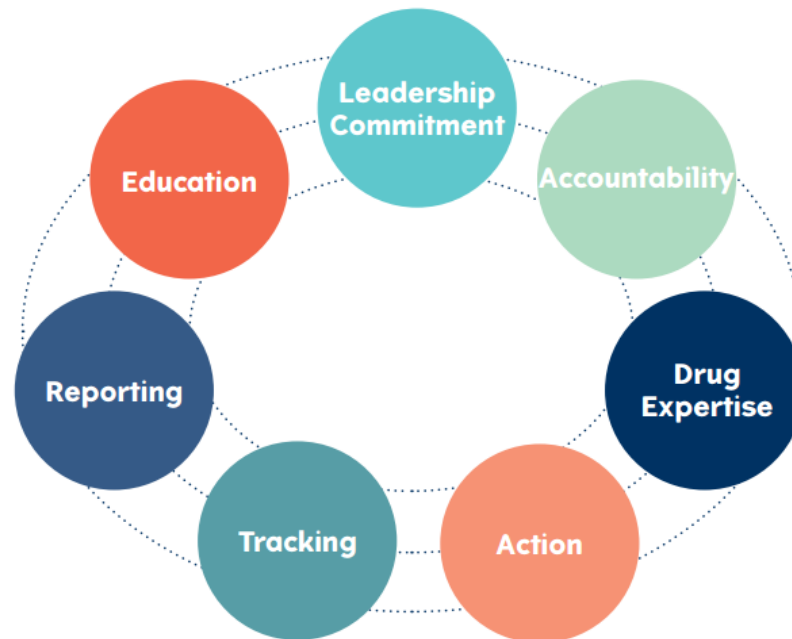 Leadership
Commitment
Accountability
Drug
Expertise
Action
Tracking
Reporting
Education